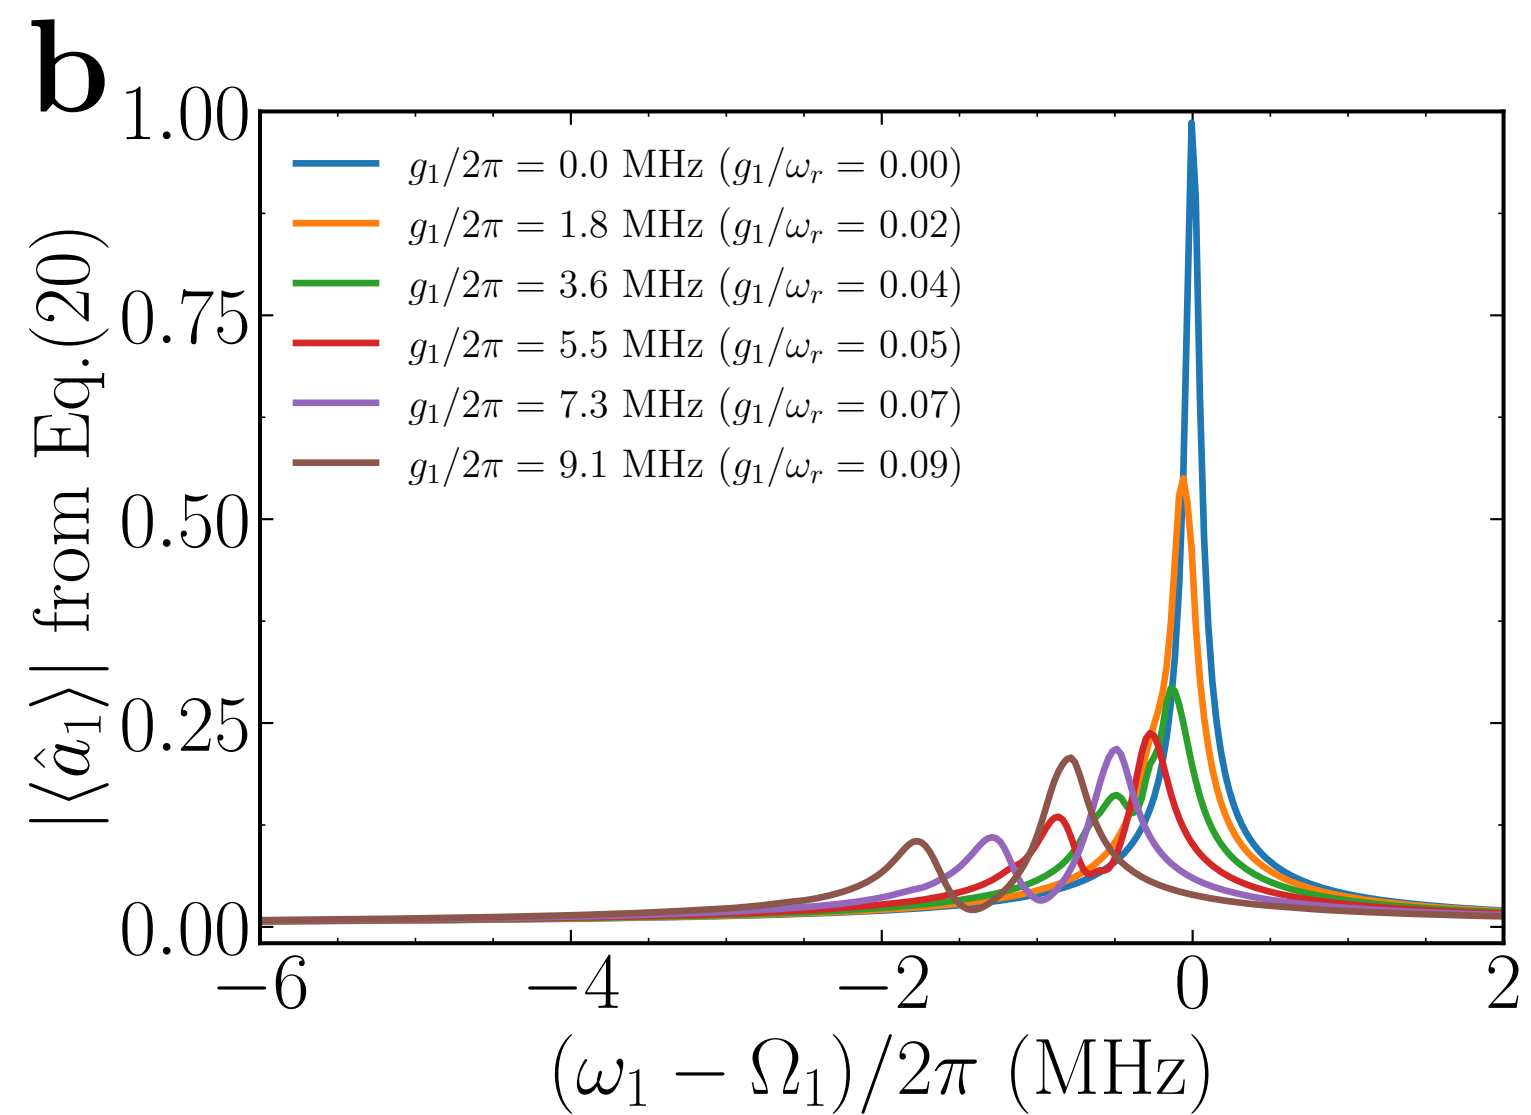 b
1.00
0.75
0.50
0.25
0.00
|⟨â₁⟩| from Eq.(20)
g₁/2π = 0.0 MHz (g₁/ωᵣ = 0.00)
g₁/2π = 1.8 MHz (g₁/ωᵣ = 0.02)
g₁/2π = 3.6 MHz (g₁/ωᵣ = 0.04)
g₁/2π = 5.5 MHz (g₁/ωᵣ = 0.05)
g₁/2π = 7.3 MHz (g₁/ωᵣ = 0.07)
g₁/2π = 9.1 MHz (g₁/ωᵣ = 0.09)
−6 −4 −2 0 2
(ω₁ − Ω₁)/2π (MHz)